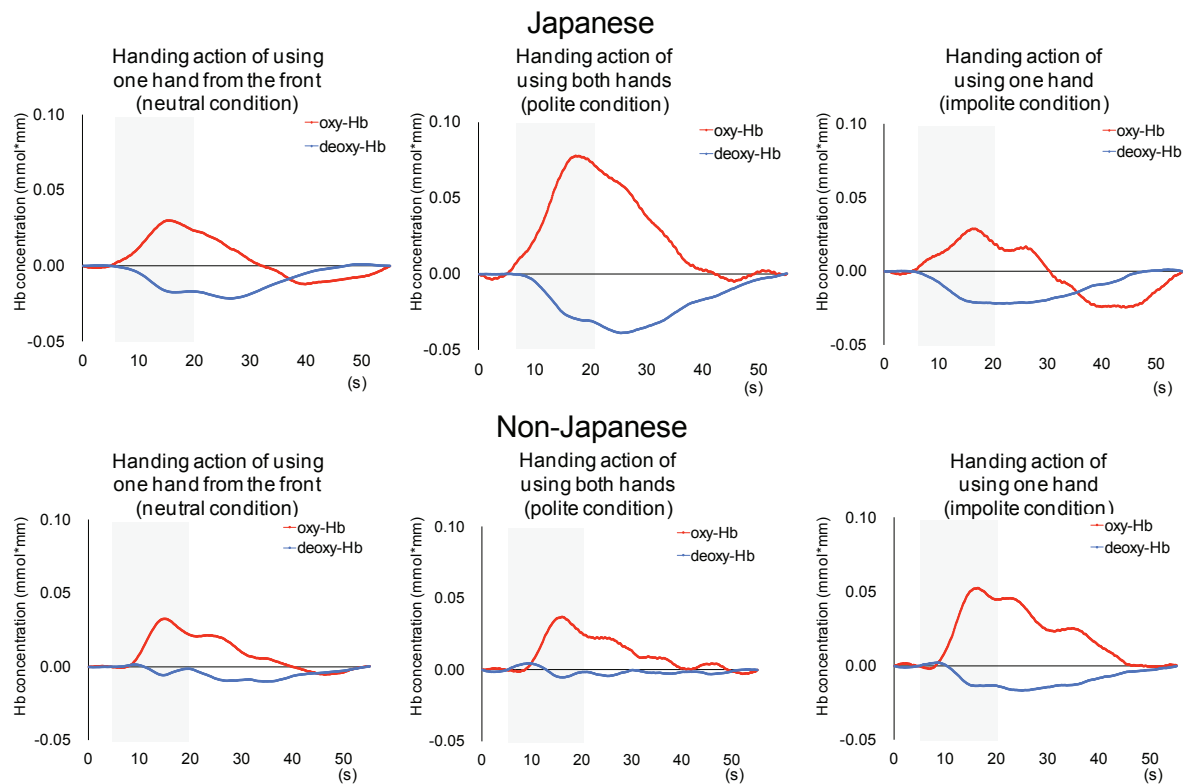 Japanese
Handing action of using
one hand from the front
(neutral condition)
0.10
0.05
0.00
-0.05
Hb concentration (mmol*mm)
oxy-Hb
deoxy-Hb
0 10 20 30 40 50
(s)
Handing action of
using both hands
(polite condition)
0.10
0.05
0.00
-0.05
Hb concentration (mmol*mm)
oxy-Hb
deoxy-Hb
0 10 20 30 40 50
(s)
Handing action of
using one hand
(impolite condition)
0.10
0.05
0.00
-0.05
Hb concentration (mmol*mm)
oxy-Hb
deoxy-Hb
0 10 20 30 40 50
(s)
Non-Japanese
Handing action of using
one hand from the front
(neutral condition)
0.10
0.05
0.00
-0.05
Hb concentration (mmol*mm)
oxy-Hb
deoxy-Hb
0 10 20 30 40 50
(s)
Handing action of
using both hands
(polite condition)
0.10
0.05
0.00
-0.05
Hb concentration (mmol*mm)
oxy-Hb
deoxy-Hb
0 10 20 30 40 50
(s)
Handing action of
using one hand
(impolite condition)
0.10
0.05
0.00
-0.05
Hb concentration (mmol*mm)
oxy-Hb
deoxy-Hb
0 10 20 30 40 50
(s)